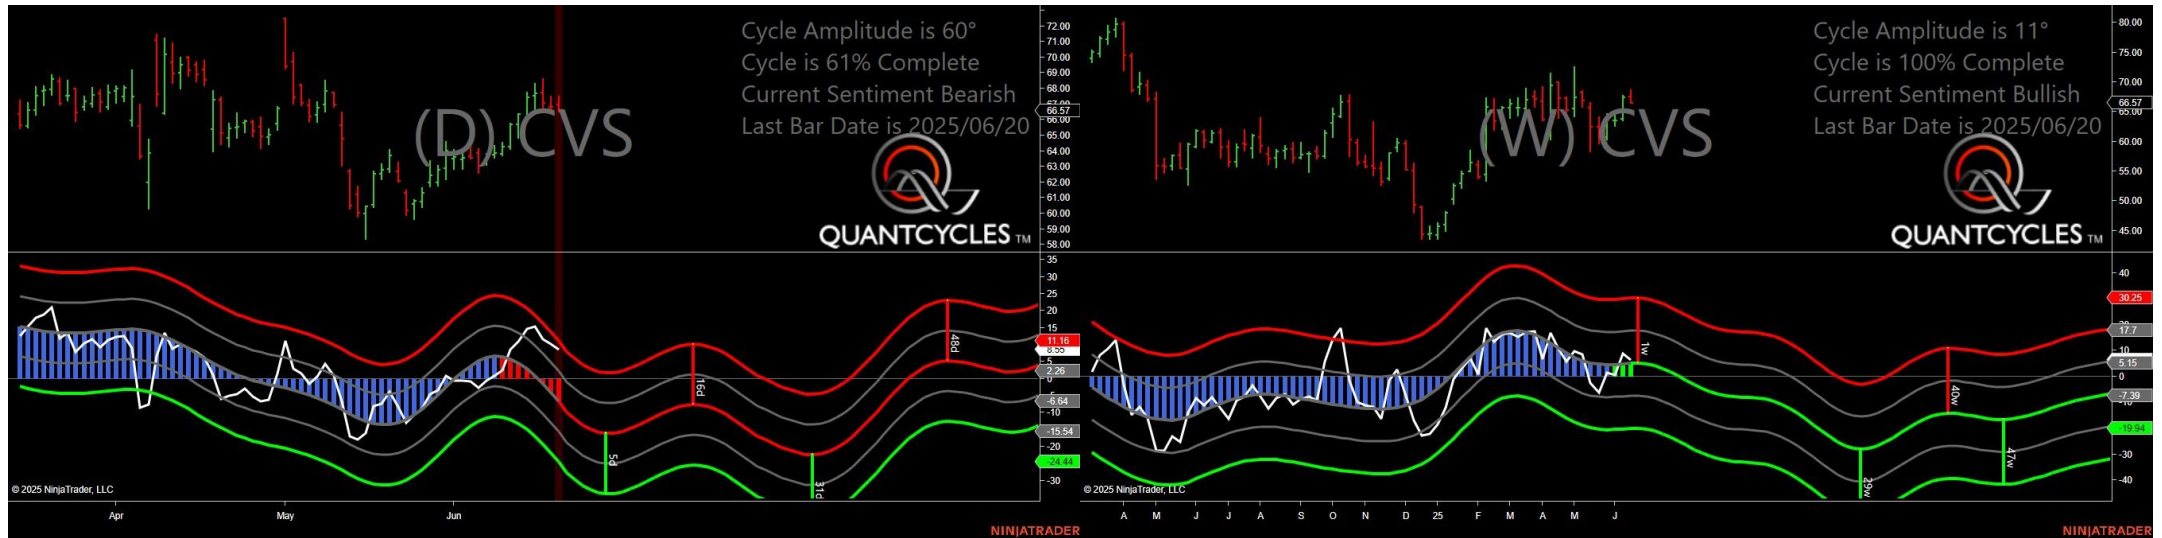 Cycle Amplitude is 60°
Cycle is 61% Complete
Current Sentiment Bearish
Last Bar Date is 2025/06/20
(D) CVS
QUANTCYCLES TM
72.00
71.00
70.00
69.00
68.00
67.00
66.57
66.00
65.00
64.00
63.00
62.00
61.00
60.00
59.00
58.00
35
30
25
20
15
11.16
8.55
5
2.26
0
-6.64
-10
-15.54
-20
-24.44
-30
5d
16d
31d
48d
© 2025 NinjaTrader, LLC
Apr May Jun
NINJATRADER
Cycle Amplitude is 11°
Cycle is 100% Complete
Current Sentiment Bullish
Last Bar Date is 2025/06/20
(W) CVS
QUANTCYCLES TM
80.00
75.00
70.00
66.57
65.00
60.00
55.00
50.00
45.00
40
30.25
17.7
10
5.15
0
-7.39
-19.94
-30
-40
1w
29w
40w
47w
© 2025 NinjaTrader, LLC
A M J J A S O N D 25 F M A M J
NINJATRADER